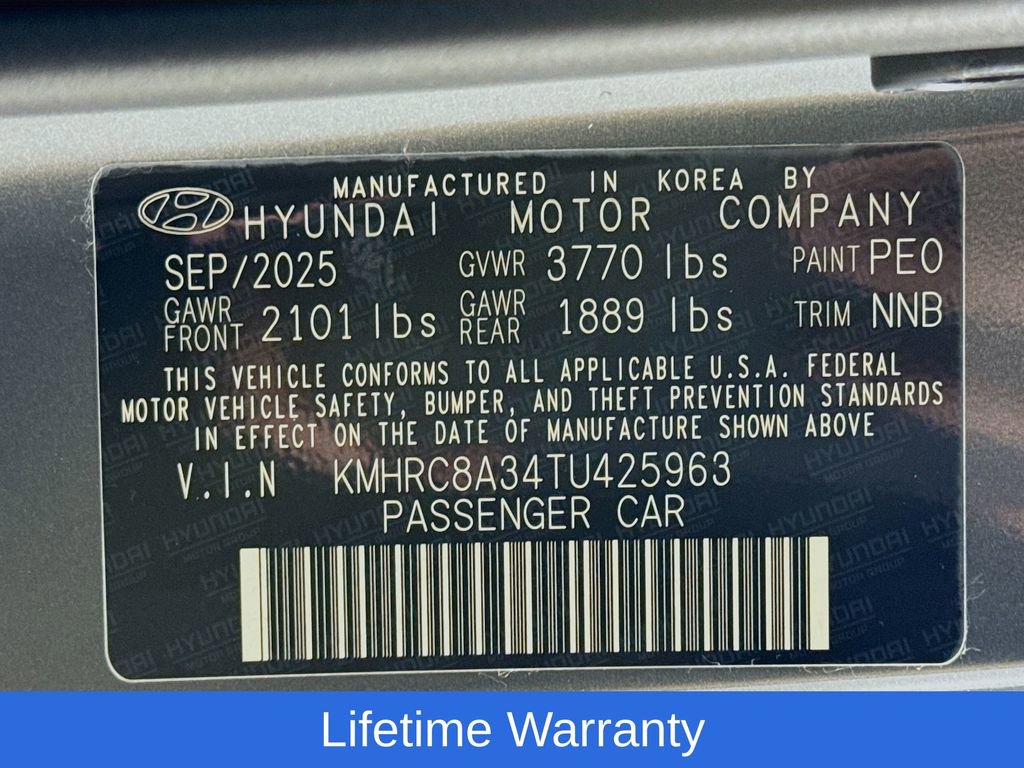 MANUFACTURED IN KOREA BY
HYUNDAI MOTOR COMPANY
SEP/2025 GVWR 3770 lbs PAINT PEO
GAWR FRONT 2101 lbs GAWR REAR 1889 lbs TRIM NNB
THIS VEHICLE CONFORMS TO ALL APPLICABLE U.S.A. FEDERAL
MOTOR VEHICLE SAFETY, BUMPER, AND THEFT PREVENTION STANDARDS
IN EFFECT ON THE DATE OF MANUFACTURE SHOWN ABOVE
V.I.N KMHRC8A34TU425963
PASSENGER CAR
Lifetime Warranty